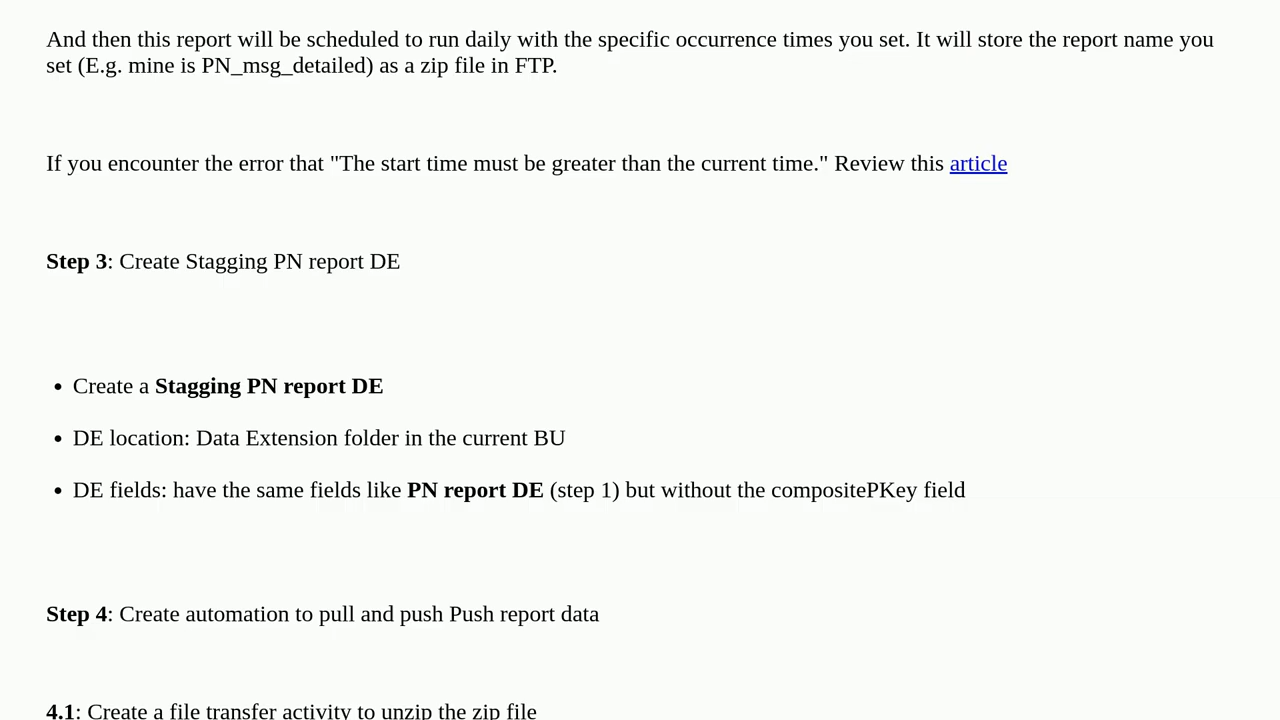 And then this report will be scheduled to run daily with the specific occurrence times you set. It will store the report name you
set (E.g. mine is PN_msg_detailed) as a zip file in FTP.
If you encounter the error that "The start time must be greater than the current time." Review this article
Step 3: Create Stagging PN report DE
• Create a Stagging PN report DE
• DE location: Data Extension folder in the current BU
• DE fields: have the same fields like PN report DE (step 1) but without the compositePKey field
Step 4: Create automation to pull and push Push report data
4.1: Create a file transfer activity to unzip the zip file